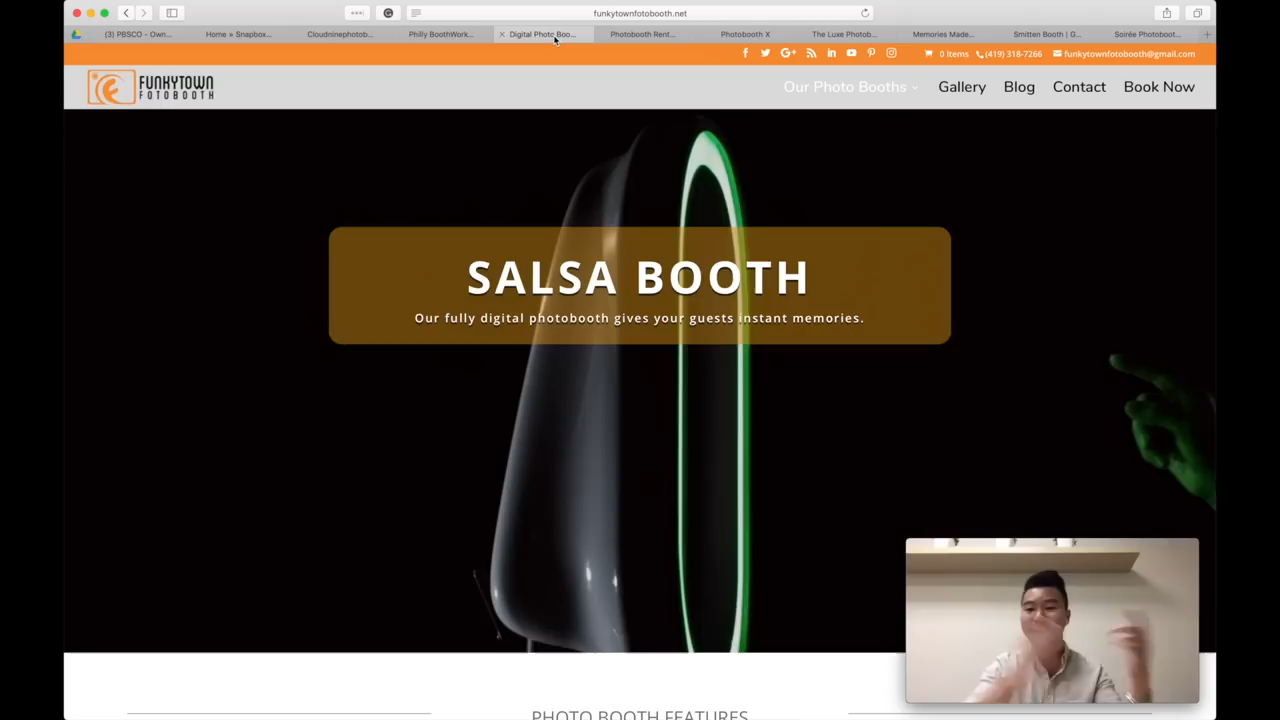 funkytownfotobooth.net
(3) PBSCO - Own...
Home » Snapbox...
Cloudninephotob...
Philly BoothWork...
Digital Photo Boo...
Photobooth Rent...
Photobooth X
The Luxe Photob...
Memories Made...
Smitten Booth | G...
Soirée Photoboot...
0 Items
(419) 318-7266
funkytownfotobooth@gmail.com
FUNKYTOWN
FOTOBOOTH
Our Photo Booths
Gallery
Blog
Contact
Book Now
SALSA BOOTH
Our fully digital photobooth gives your guests instant memories.
PHOTO BOOTH FEATURES